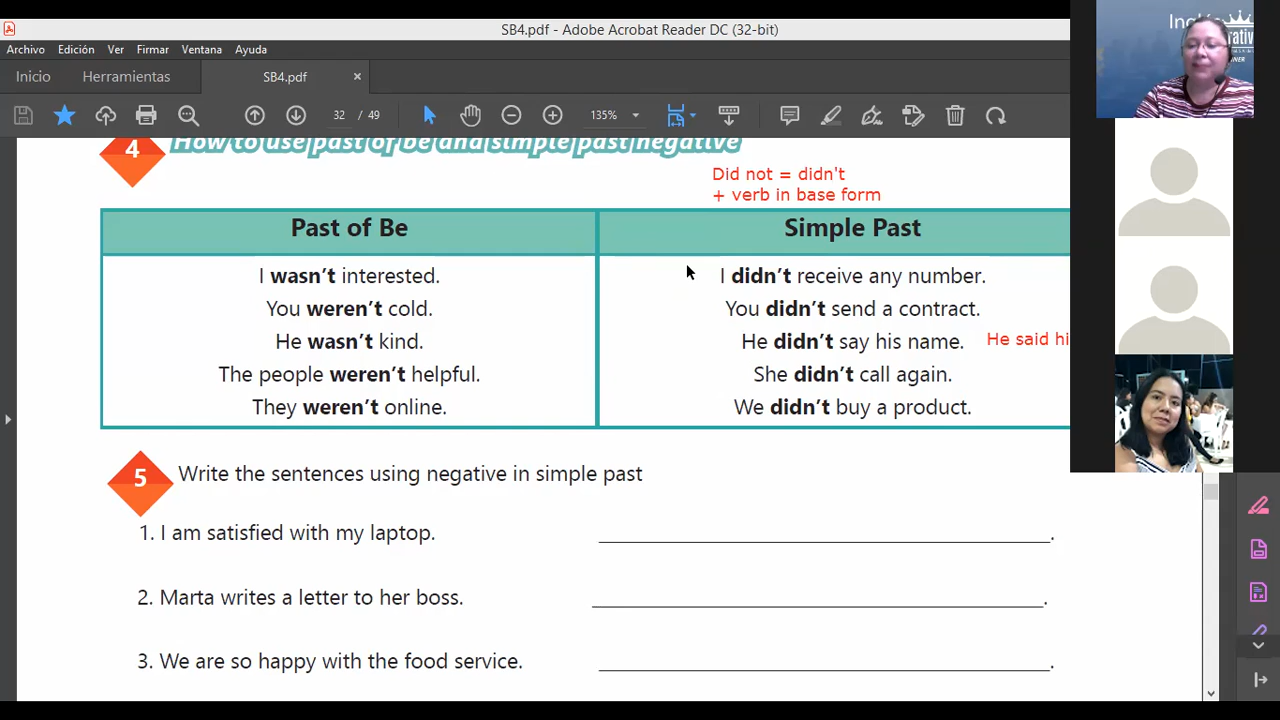 SB4.pdf - Adobe Acrobat Reader DC (32-bit)
Archivo Edición Ver Firmar Ventana Ayuda
Inicio Herramientas SB4.pdf ×
32 / 49 135%
4 How to use past of be and simple past negative
Did not = didn't
+ verb in base form
Past of Be Simple Past
I wasn't interested. I didn't receive any number.
You weren't cold. You didn't send a contract.
He wasn't kind. He didn't say his name. He said hi
The people weren't helpful. She didn't call again.
They weren't online. We didn't buy a product.
5 Write the sentences using negative in simple past
1. I am satisfied with my laptop. .
2. Marta writes a letter to her boss. .
3. We are so happy with the food service. .